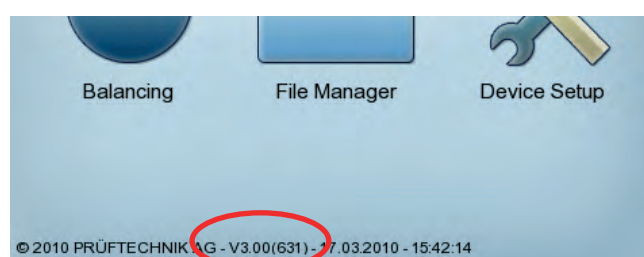 Balancing File Manager Device Setup
© 2010 PRÜFTECHNIK AG - V3.00(631) - 17.03.2010 - 15:42:14